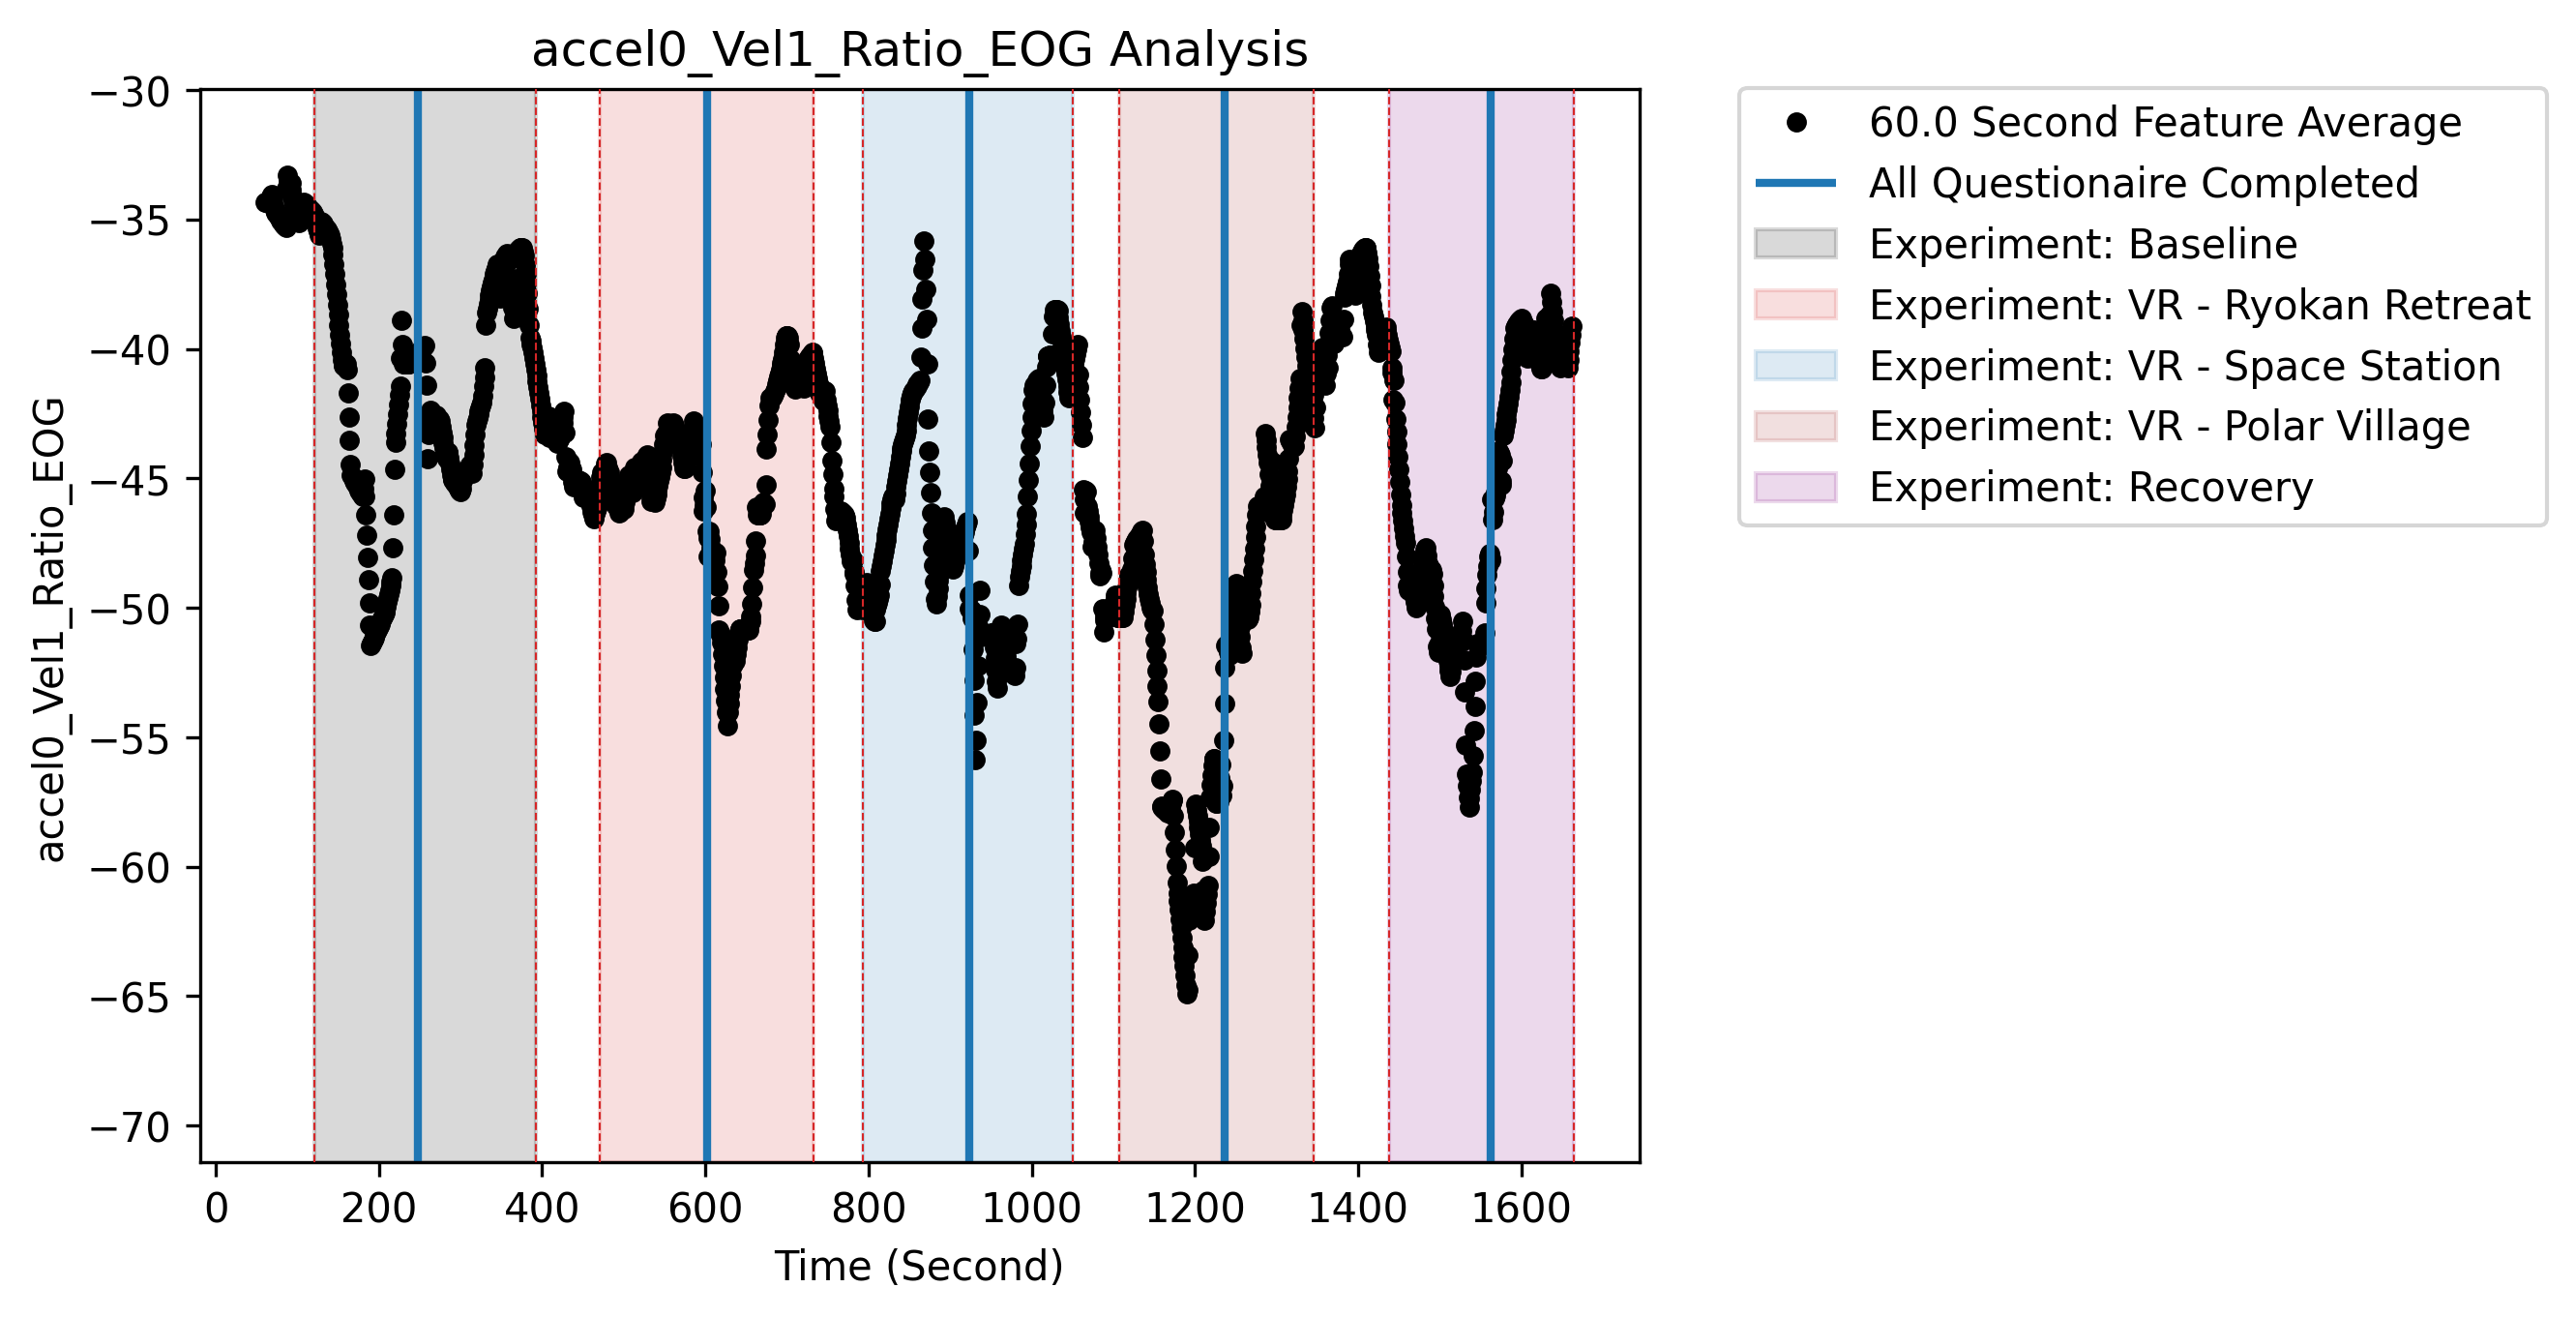 accel0_Vel1_Ratio_EOG Analysis
accel0_Vel1_Ratio_EOG
−30
−35
−40
−45
−50
−55
−60
−65
−70
0 200 400 600 800 1000 1200 1400 1600
Time (Second)
60.0 Second Feature Average
All Questionaire Completed
Experiment: Baseline
Experiment: VR - Ryokan Retreat
Experiment: VR - Space Station
Experiment: VR - Polar Village
Experiment: Recovery